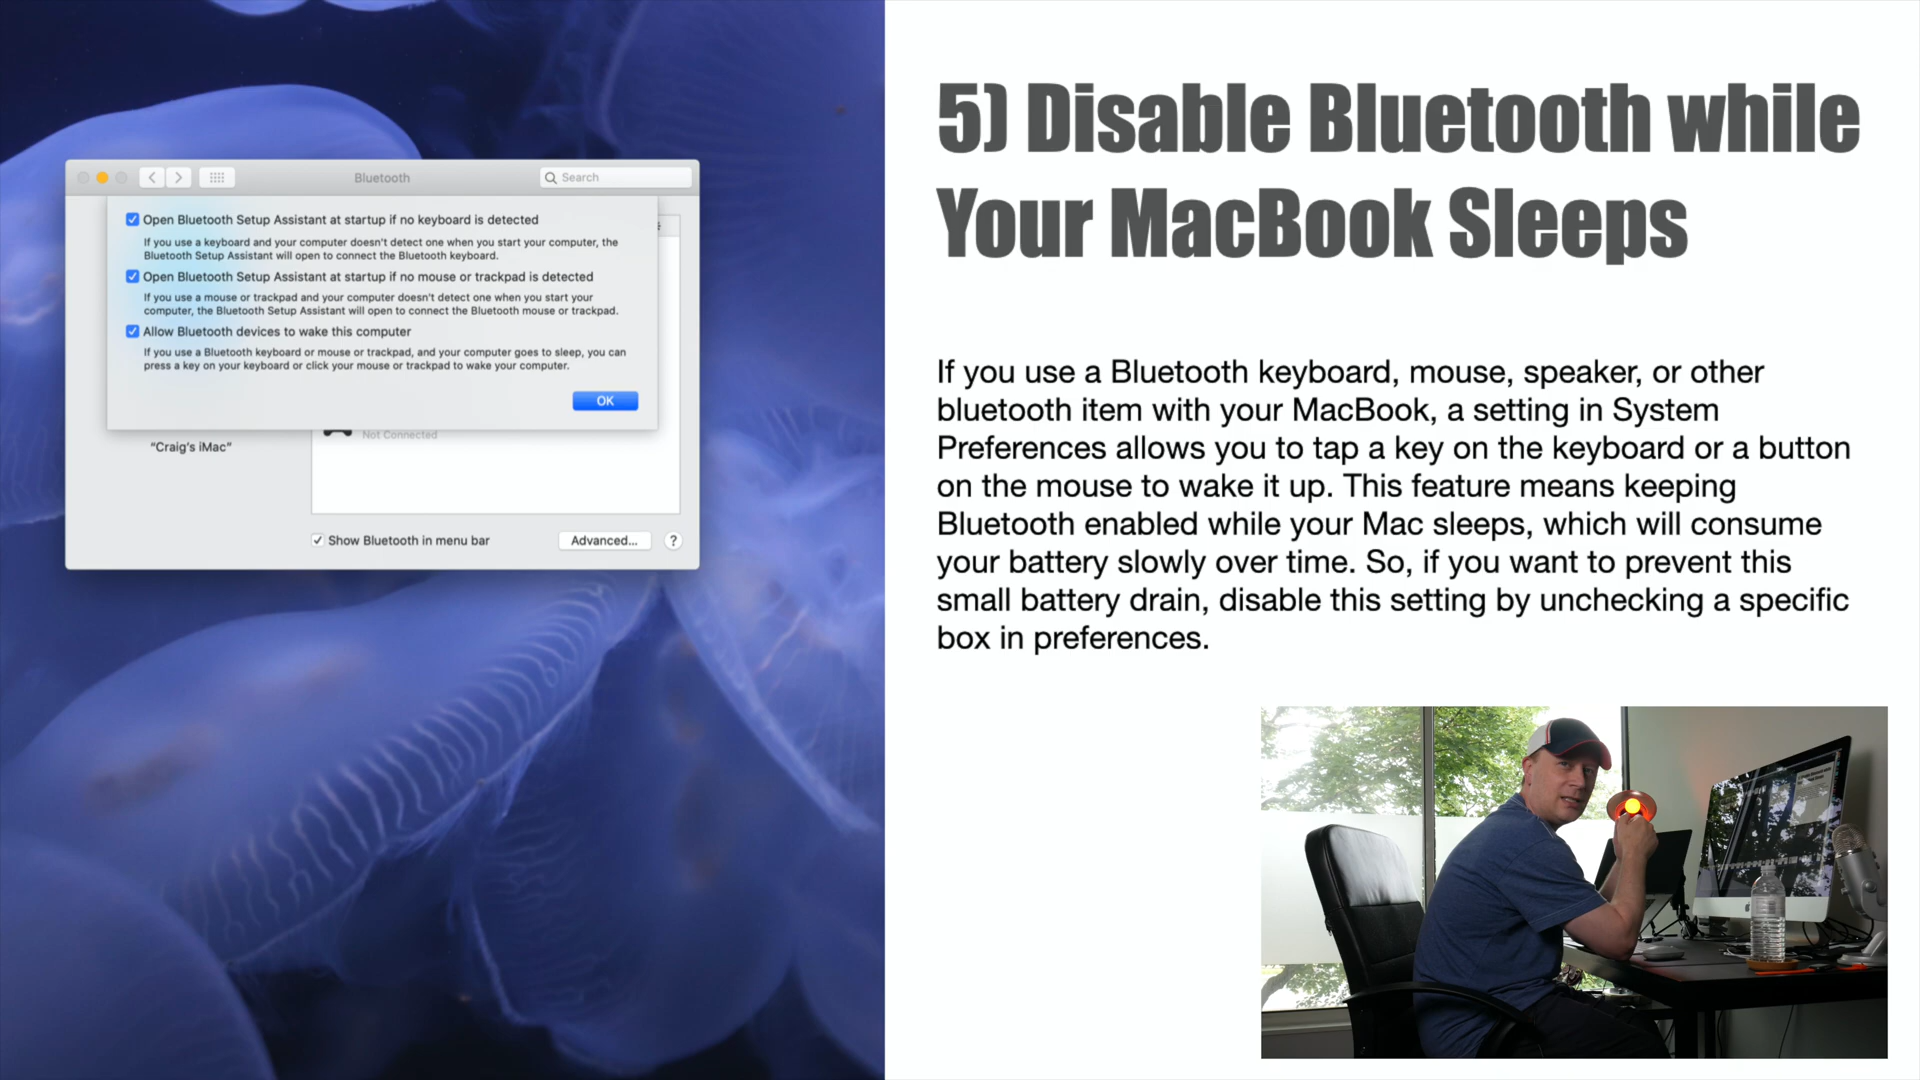 Bluetooth
Search
Open Bluetooth Setup Assistant at startup if no keyboard is detected
If you use a keyboard and your computer doesn't detect one when you start your computer, the
Bluetooth Setup Assistant will open to connect the Bluetooth keyboard.
Open Bluetooth Setup Assistant at startup if no mouse or trackpad is detected
If you use a mouse or trackpad and your computer doesn't detect one when you start your
computer, the Bluetooth Setup Assistant will open to connect the Bluetooth mouse or trackpad.
Allow Bluetooth devices to wake this computer
If you use a Bluetooth keyboard or mouse or trackpad, and your computer goes to sleep, you can
press a key on your keyboard or click your mouse or trackpad to wake your computer.
OK
Not Connected
“Craig’s iMac”
Show Bluetooth in menu bar
Advanced...
?
5) Disable Bluetooth while
Your MacBook Sleeps
If you use a Bluetooth keyboard, mouse, speaker, or other
bluetooth item with your MacBook, a setting in System
Preferences allows you to tap a key on the keyboard or a button
on the mouse to wake it up. This feature means keeping
Bluetooth enabled while your Mac sleeps, which will consume
your battery slowly over time. So, if you want to prevent this
small battery drain, disable this setting by unchecking a specific
box in preferences.